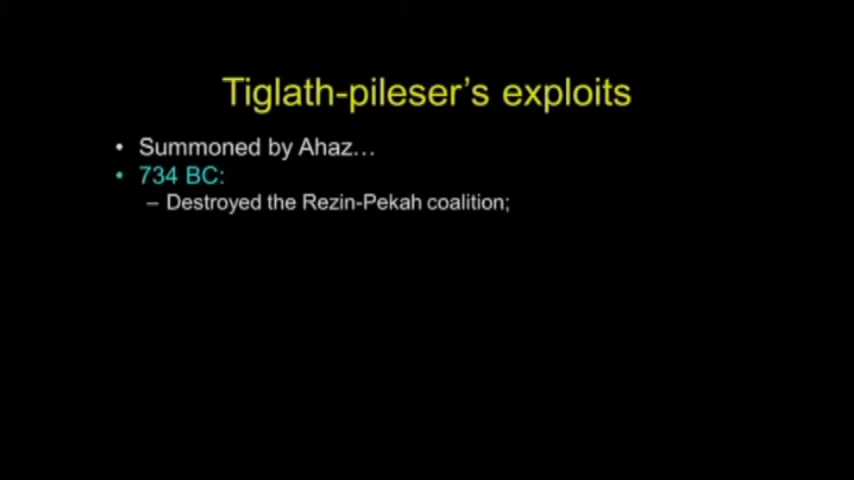 Tiglath-pileser’s exploits
• Summoned by Ahaz…
• 734 BC:
– Destroyed the Rezin-Pekah coalition;